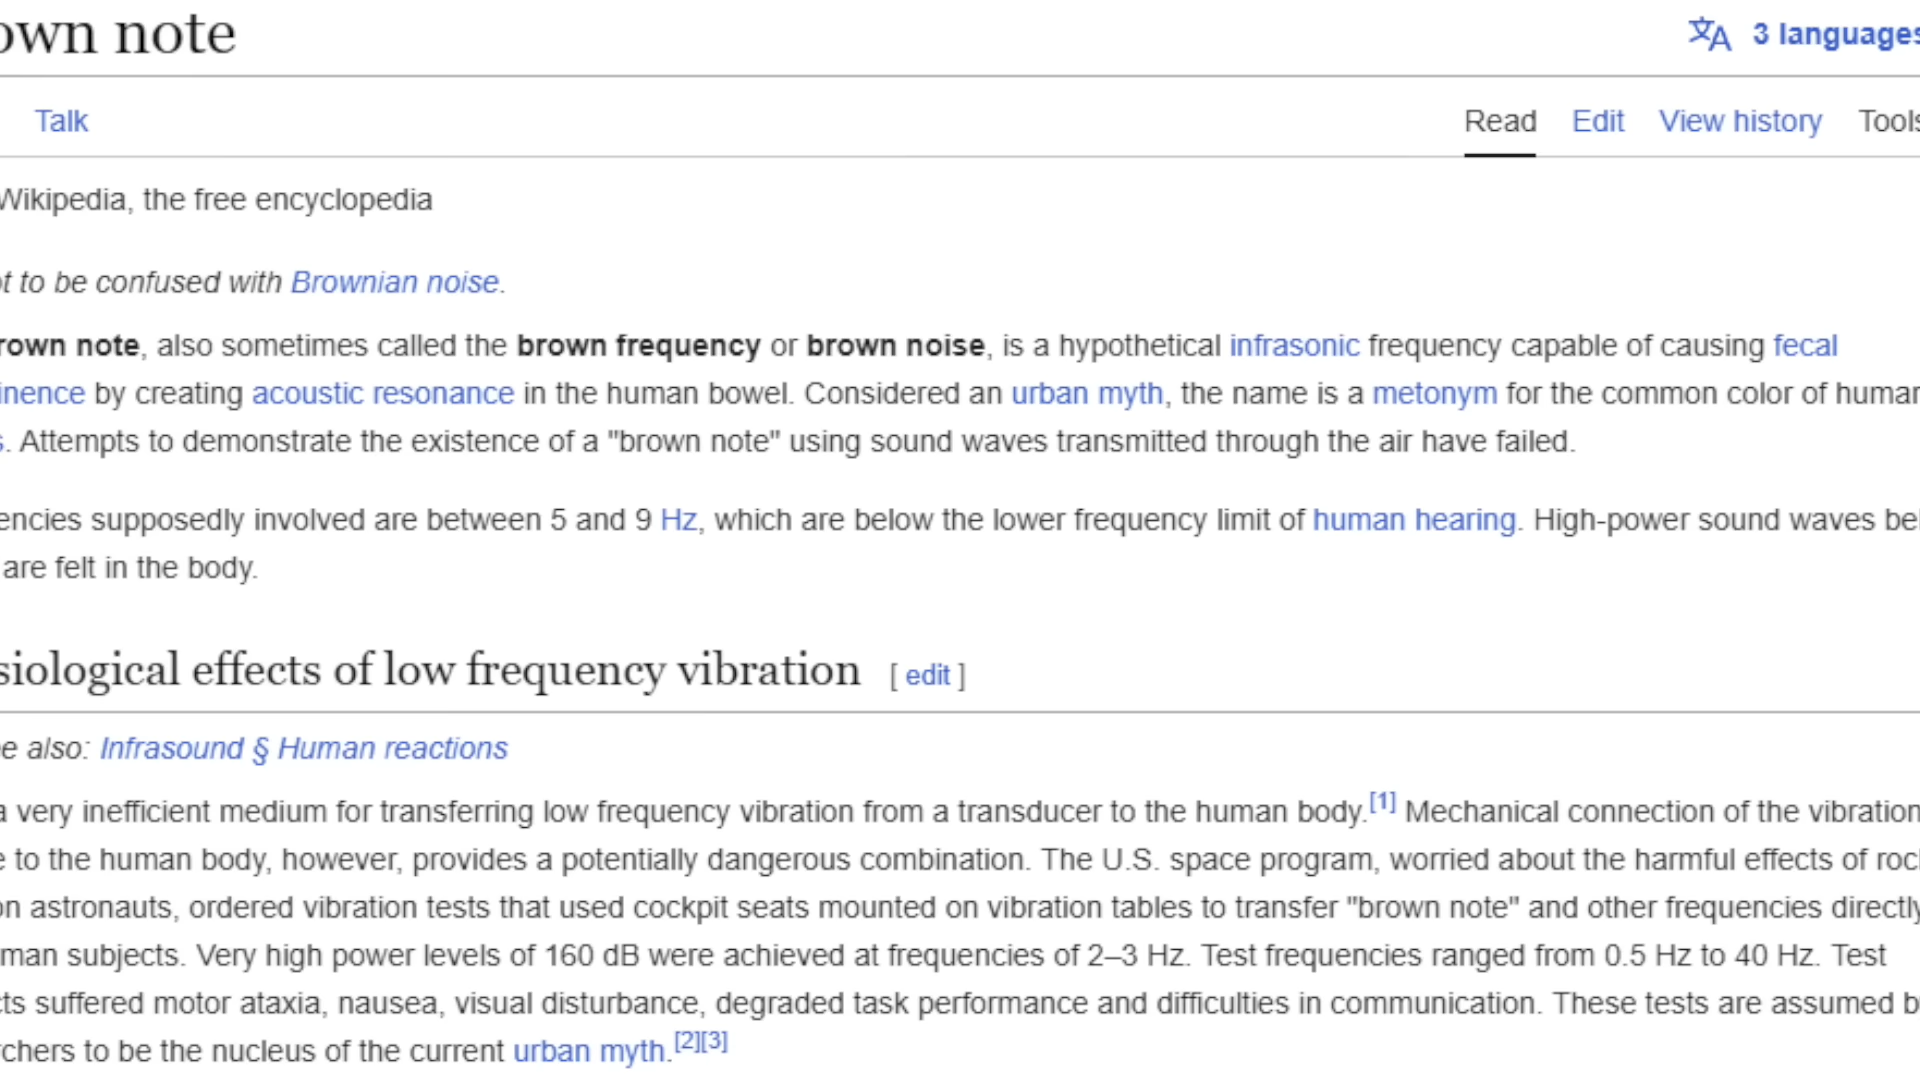 own note
3 languages
Talk
Read Edit View history Tools
Wikipedia, the free encyclopedia
ot to be confused with Brownian noise.
rown note, also sometimes called the brown frequency or brown noise, is a hypothetical infrasonic frequency capable of causing fecal
inence by creating acoustic resonance in the human bowel. Considered an urban myth, the name is a metonym for the common color of human
s. Attempts to demonstrate the existence of a "brown note" using sound waves transmitted through the air have failed.
encies supposedly involved are between 5 and 9 Hz, which are below the lower frequency limit of human hearing. High-power sound waves bel
are felt in the body.
siological effects of low frequency vibration [ edit ]
e also: Infrasound § Human reactions
a very inefficient medium for transferring low frequency vibration from a transducer to the human body.[1] Mechanical connection of the vibration
e to the human body, however, provides a potentially dangerous combination. The U.S. space program, worried about the harmful effects of roc
on astronauts, ordered vibration tests that used cockpit seats mounted on vibration tables to transfer "brown note" and other frequencies directly
man subjects. Very high power levels of 160 dB were achieved at frequencies of 2–3 Hz. Test frequencies ranged from 0.5 Hz to 40 Hz. Test
cts suffered motor ataxia, nausea, visual disturbance, degraded task performance and difficulties in communication. These tests are assumed b
rchers to be the nucleus of the current urban myth.[2][3]